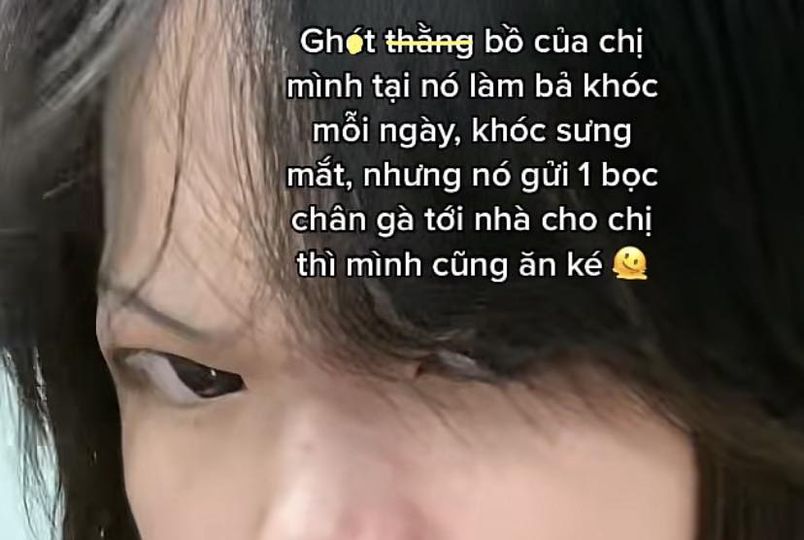 Ghét thằng bồ của chị
mình tại nó làm bả khóc
mỗi ngày, khóc sưng
mắt, nhưng nó gửi 1 bọc
chân gà tới nhà cho chị
thì mình cũng ăn ké 🫠